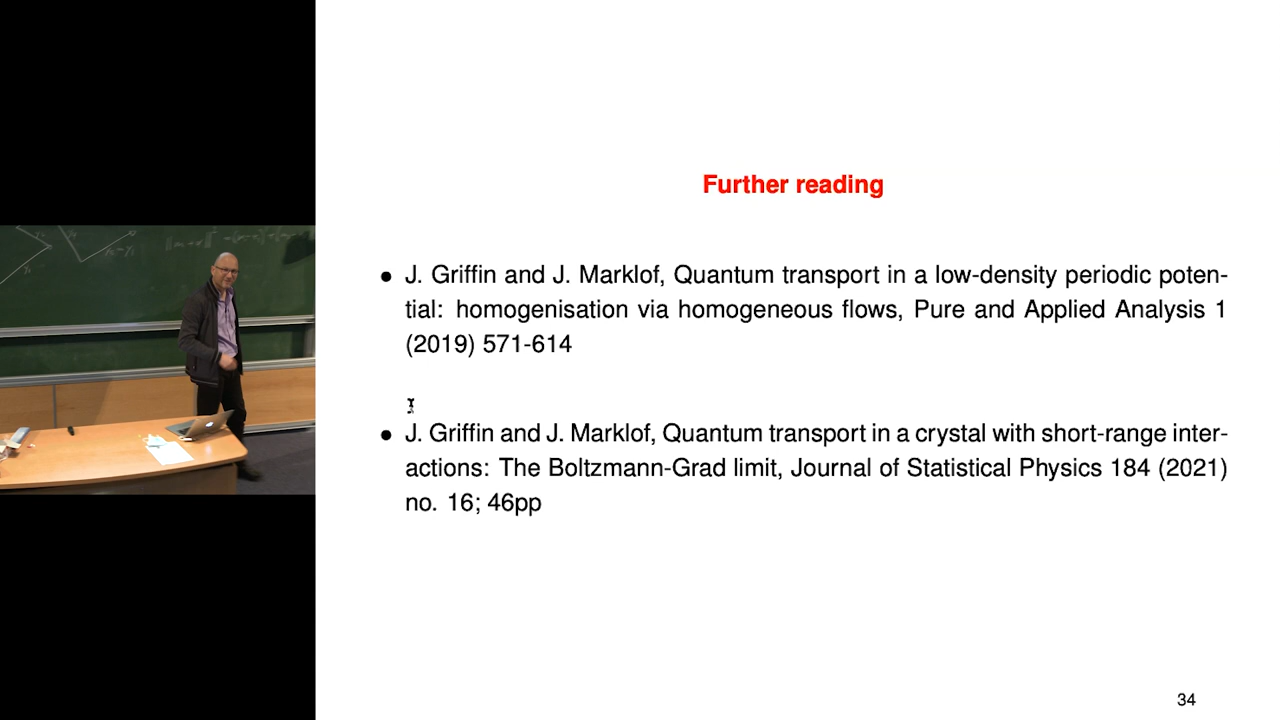 Further reading
● J. Griffin and J. Marklof, Quantum transport in a low-density periodic poten-
tial: homogenisation via homogeneous flows, Pure and Applied Analysis 1
(2019) 571-614
● J. Griffin and J. Marklof, Quantum transport in a crystal with short-range inter-
actions: The Boltzmann-Grad limit, Journal of Statistical Physics 184 (2021)
no. 16; 46pp
34